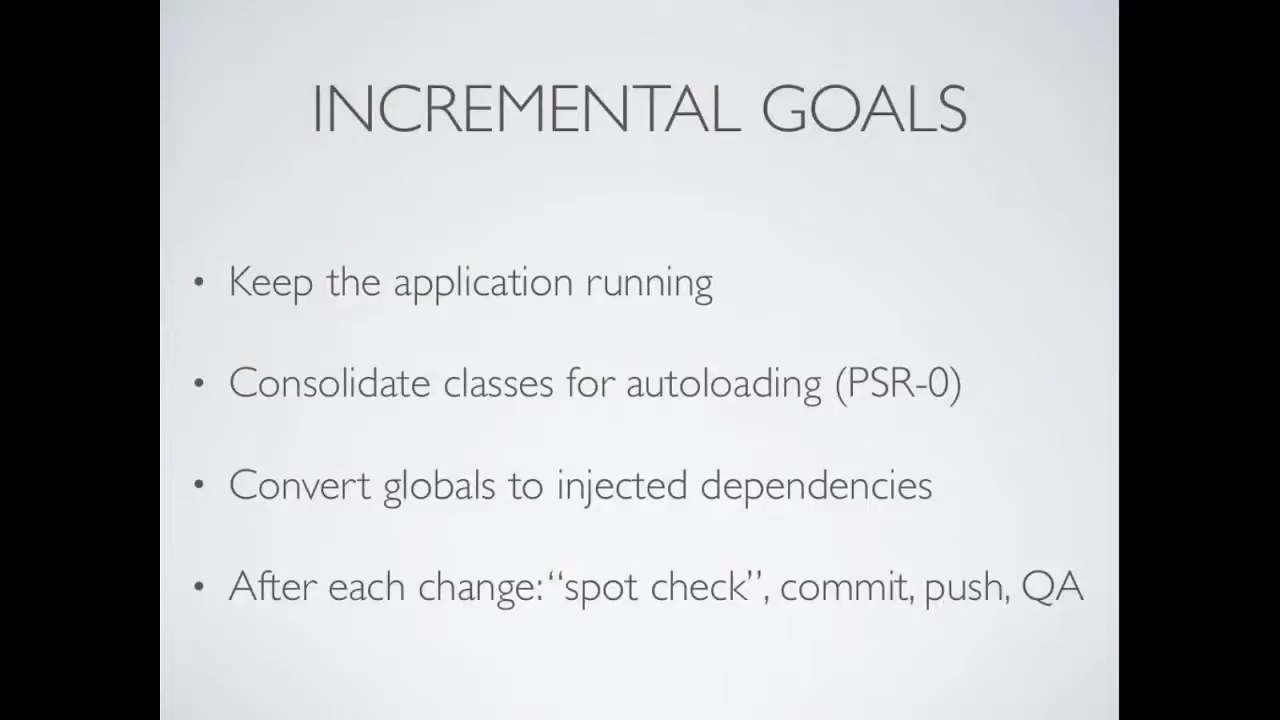 INCREMENTAL GOALS
• Keep the application running
• Consolidate classes for autoloading (PSR-0)
• Convert globals to injected dependencies
• After each change: “spot check”, commit, push, QA